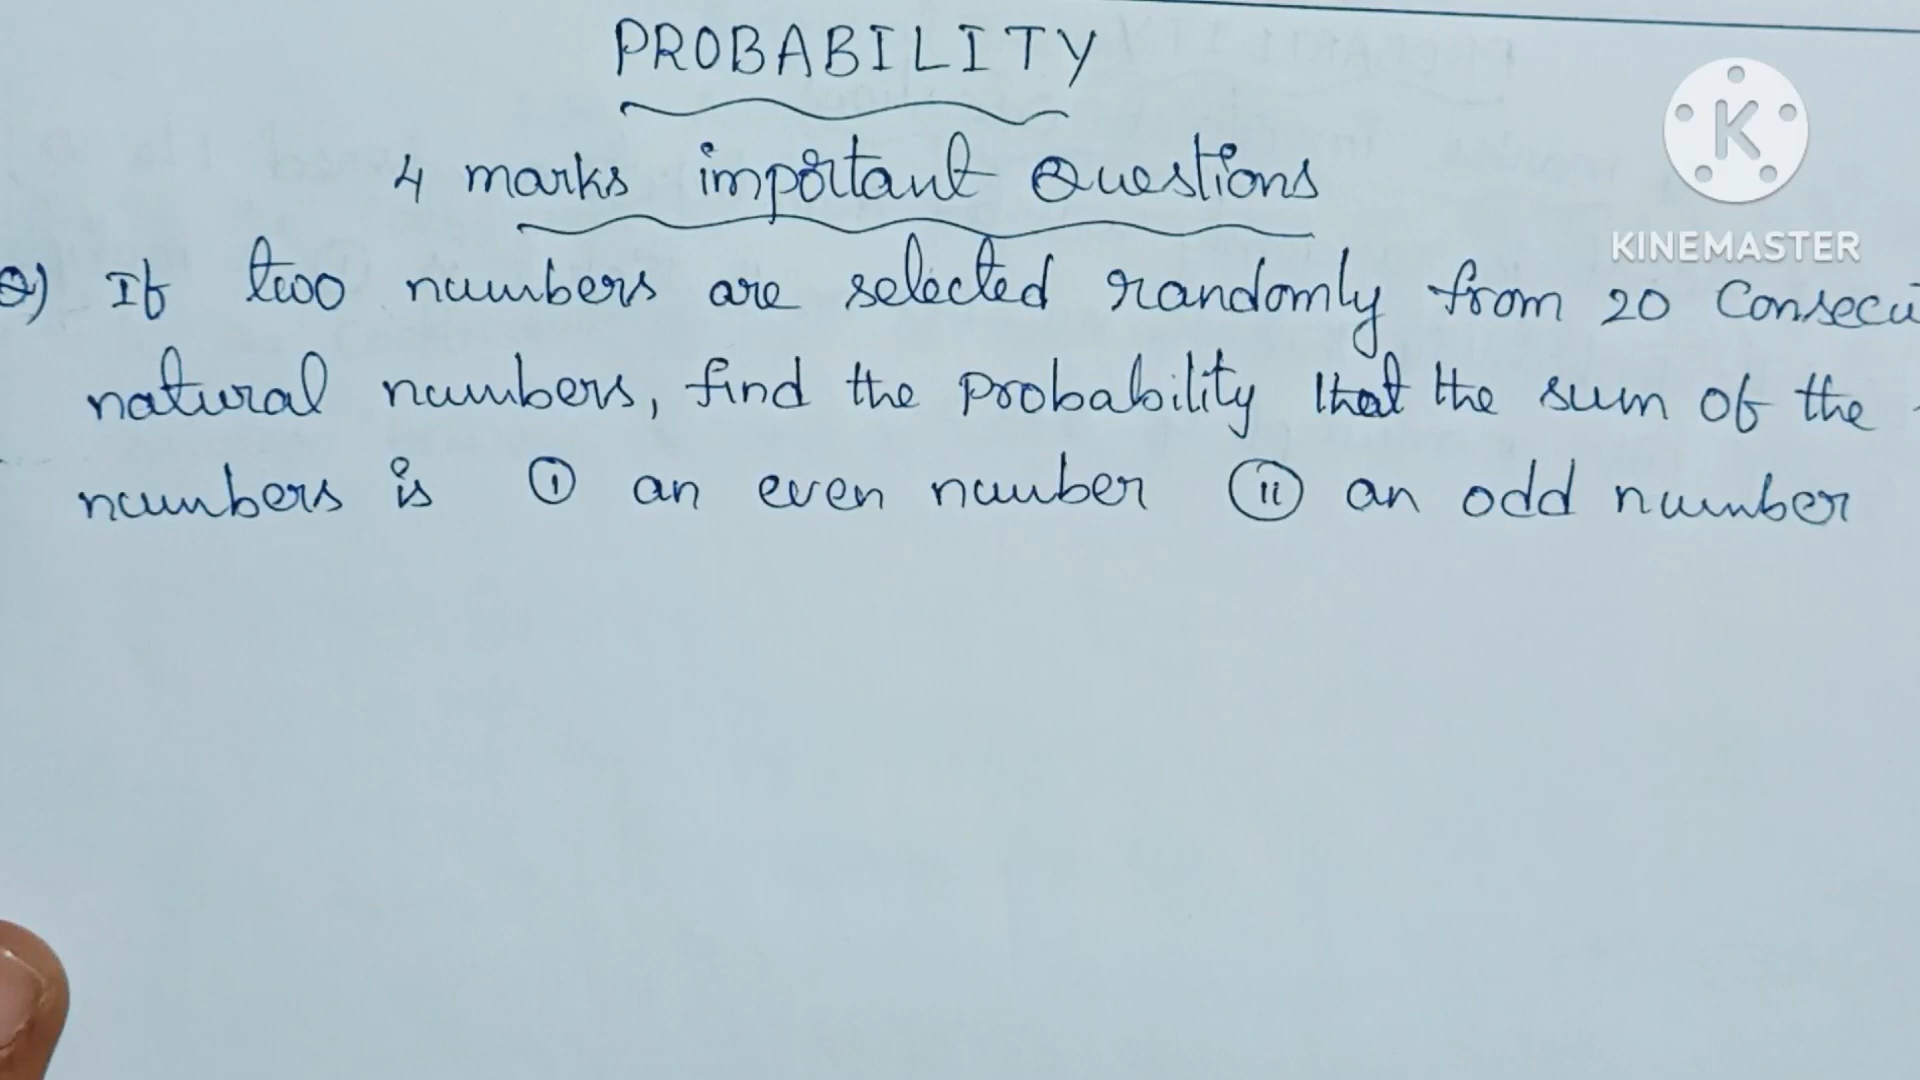 PROBABILITY
4 marks important Questions
KINEMASTER
Q) If two numbers are selected randomly from 20 Consecu
natural numbers, find the Probability that the sum of the
numbers is (i) an even number (ii) an odd number